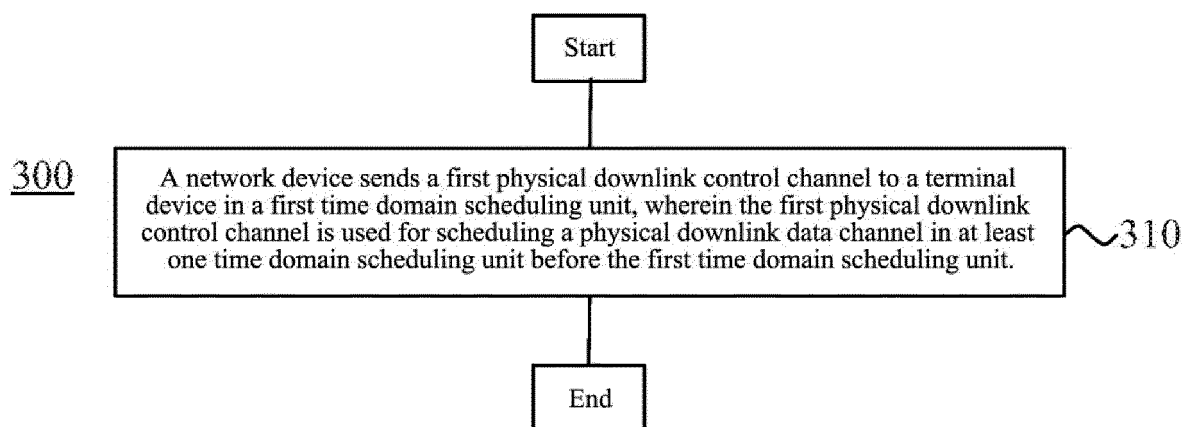 Start
300
A network device sends a first physical downlink control channel to a terminal
device in a first time domain scheduling unit, wherein the first physical downlink
control channel is used for scheduling a physical downlink data channel in at least
one time domain scheduling unit before the first time domain scheduling unit.
310
End